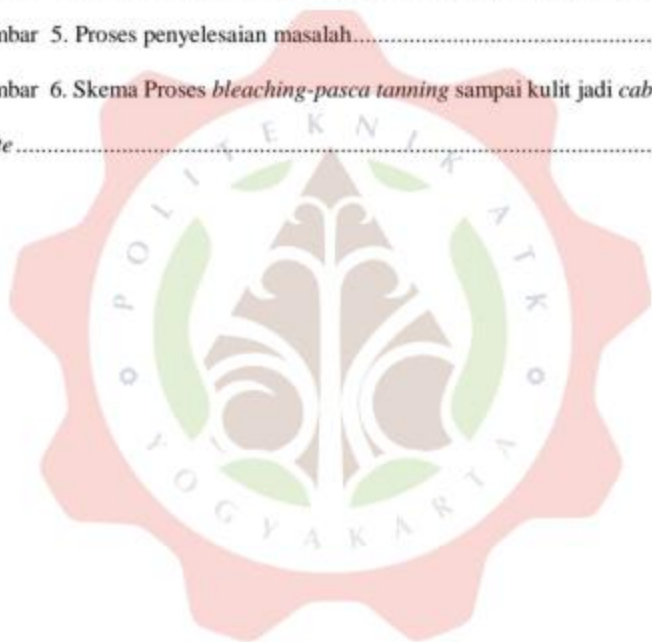 mbar 5. Proses penyelesaian masalah
mbar 6. Skema Proses bleaching-pasca tanning sampai kulit jadi cab
te
POLITEKNIK ATK
YOGYAKARTA